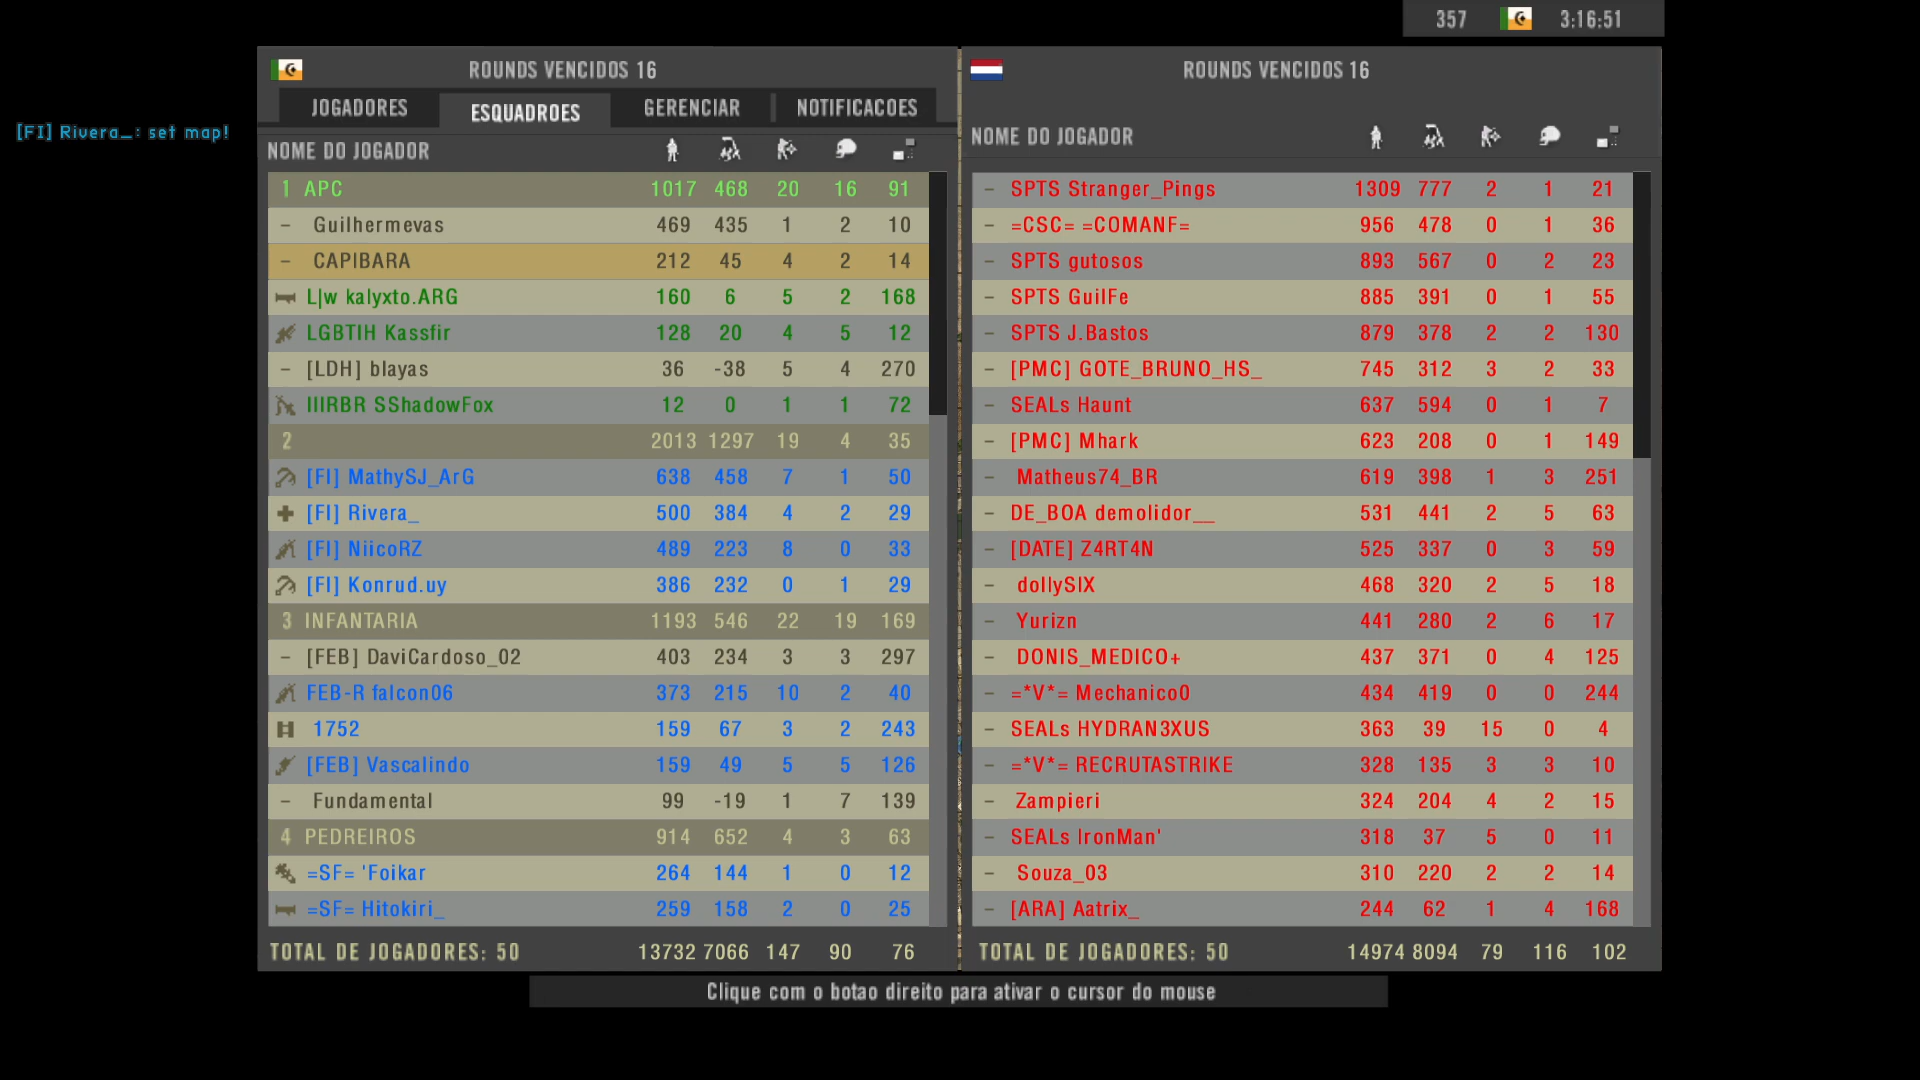 357 3:16:51
[FI] Rivera_: set map!
ROUNDS VENCIDOS 16
JOGADORES ESQUADROES GERENCIAR NOTIFICACOES
NOME DO JOGADOR
1 APC 1017 468 20 16 91
– Guilhermevas 469 435 1 2 10
– CAPIBARA 212 45 4 2 14
L|w kalyxto.ARG 160 6 5 2 168
LGBTIH Kassfir 128 20 4 5 12
– [LDH] blayas 36 -38 5 4 270
IIIRBR SShadowFox 12 0 1 1 72
2 2013 1297 19 4 35
[FI] MathySJ_ArG 638 458 7 1 50
[FI] Rivera_ 500 384 4 2 29
[FI] NiicoRZ 489 223 8 0 33
[FI] Konrud.uy 386 232 0 1 29
3 INFANTARIA 1193 546 22 19 169
– [FEB] DaviCardoso_02 403 234 3 3 297
FEB-R falcon06 373 215 10 2 40
1752 159 67 3 2 243
[FEB] Vascalindo 159 49 5 5 126
– Fundamental 99 -19 1 7 139
4 PEDREIROS 914 652 4 3 63
=SF= 'Foikar 264 144 1 0 12
=SF= Hitokiri_ 259 158 2 0 25
TOTAL DE JOGADORES: 50 13732 7066 147 90 76
ROUNDS VENCIDOS 16
NOME DO JOGADOR
– SPTS Stranger_Pings 1309 777 2 1 21
– =CSC= =COMANF= 956 478 0 1 36
– SPTS gutosos 893 567 0 2 23
– SPTS GuilFe 885 391 0 1 55
– SPTS J.Bastos 879 378 2 2 130
– [PMC] GOTE_BRUNO_HS_ 745 312 3 2 33
– SEALs Haunt 637 594 0 1 7
– [PMC] Mhark 623 208 0 1 149
– Matheus74_BR 619 398 1 3 251
– DE_BOA demolidor__ 531 441 2 5 63
– [DATE] Z4RT4N 525 337 0 3 59
– dollySIX 468 320 2 5 18
– Yurizn 441 280 2 6 17
– DONIS_MEDICO+ 437 371 0 4 125
– =*V*= Mechanico0 434 419 0 0 244
– SEALs HYDRAN3XUS 363 39 15 0 4
– =*V*= RECRUTASTRIKE 328 135 3 3 10
– Zampieri 324 204 4 2 15
– SEALs IronMan' 318 37 5 0 11
– Souza_03 310 220 2 2 14
– [ARA] Aatrix_ 244 62 1 4 168
TOTAL DE JOGADORES: 50 14974 8094 79 116 102
Clique com o botao direito para ativar o cursor do mouse